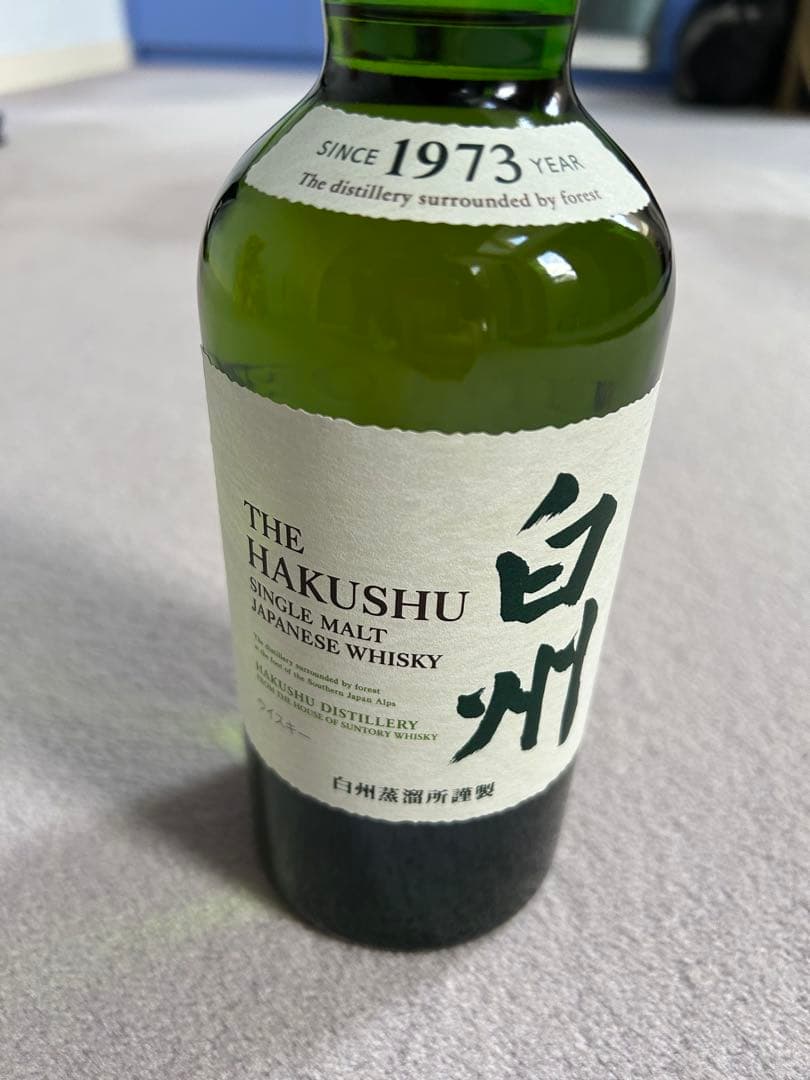 SINCE 1973 YEAR
The distillery surrounded by forest
THE
HAKUSHU
SINGLE MALT
JAPANESE WHISKY
The distillery surrounded by forest
at the foot of the Southern Japan Alps
HAKUSHU DISTILLERY
FROM THE HOUSE OF SUNTORY WHISKY
ウイスキー
白州
白州蒸溜所謹製